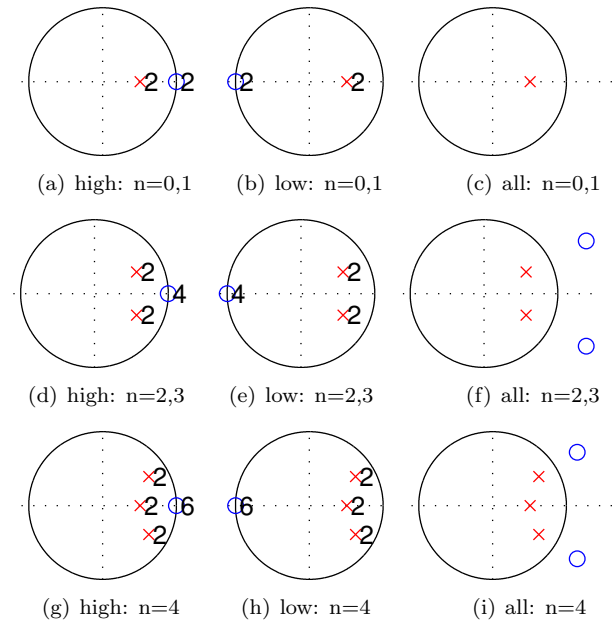 2 2 2 2
(a) high: n=0,1 (b) low: n=0,1 (c) all: n=0,1
2 2
4 4
2 2
(d) high: n=2,3 (e) low: n=2,3 (f) all: n=2,3
2 2
2 6 6 2
2 2
(g) high: n=4 (h) low: n=4 (i) all: n=4